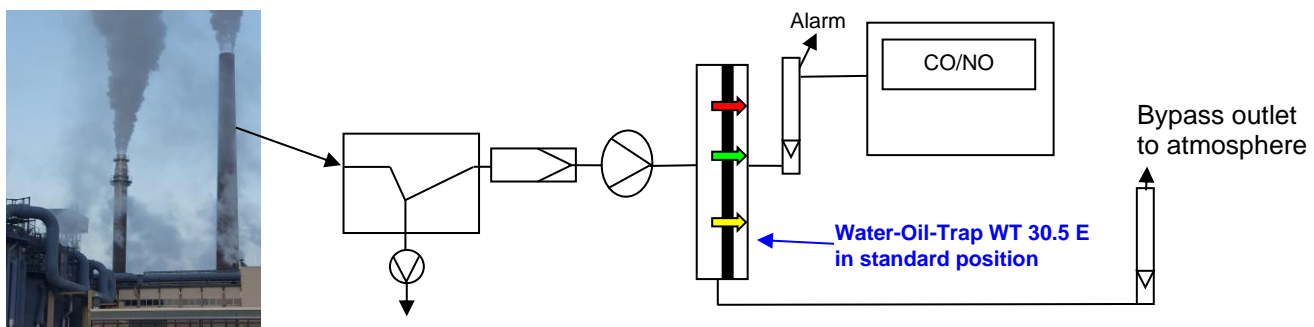 Alarm
CO/NO
Bypass outlet
to atmosphere
Water-Oil-Trap WT 30.5 E
in standard position